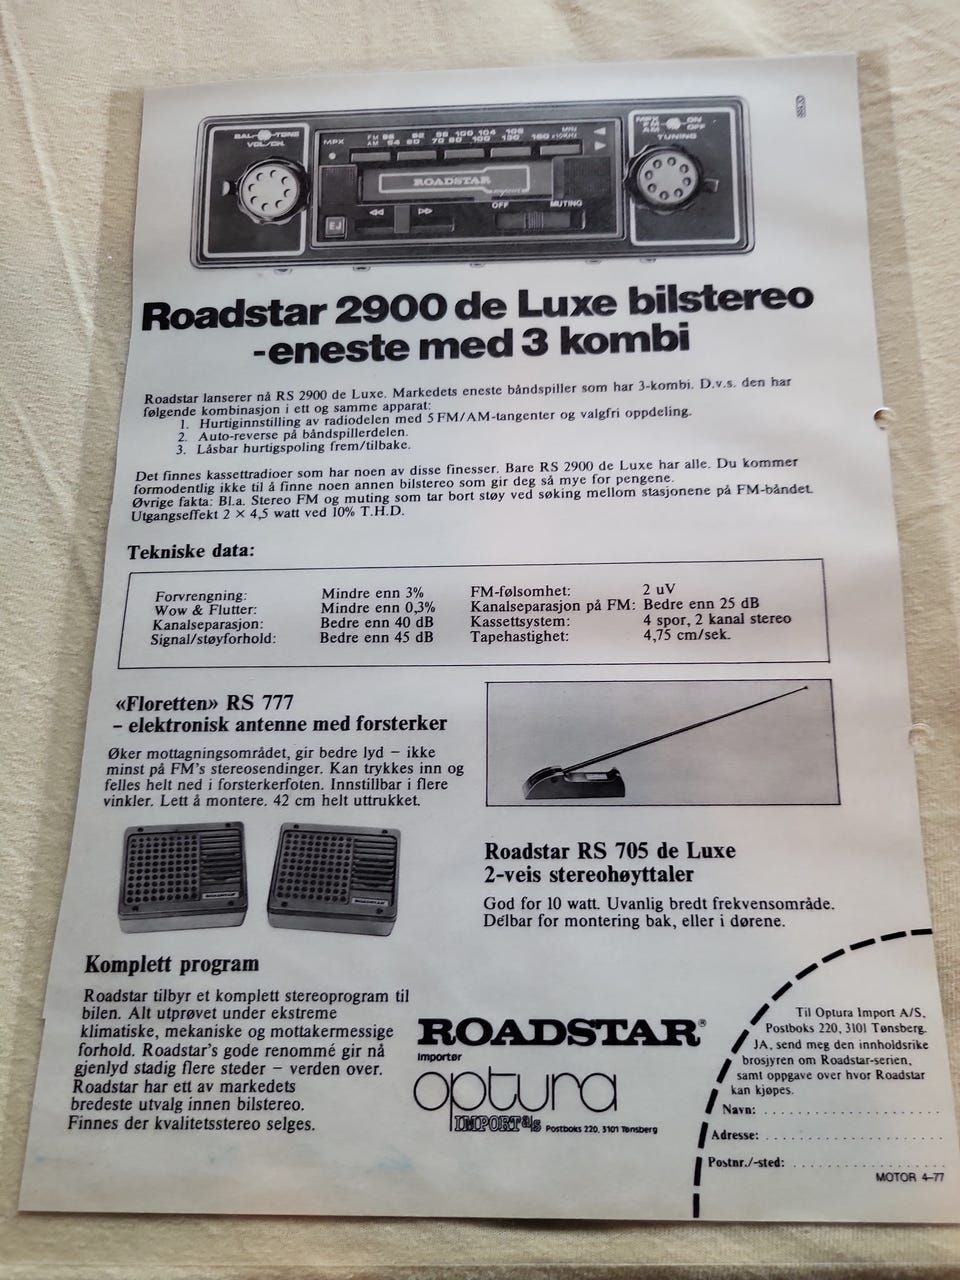 BAL TONE
VOL/CH.
MPX
FM 88 92 96 100 104 108 MHz
AM 54 60 70 80 100 130 160 x10KHz
MPX ON
FM
AM OFF
TUNING
ROADSTAR
OFF MUTING
EJ
Roadstar 2900 de Luxe bilstereo
-eneste med 3 kombi
Roadstar lanserer nå RS 2900 de Luxe. Markedets eneste båndspiller som har 3-kombi. D.v.s. den har
følgende kombinasjon i ett og samme apparat:
1. Hurtiginnstilling av radiodelen med 5 FM/AM-tangenter og valgfri oppdeling.
2. Auto-reverse på båndspillerdelen.
3. Låsbar hurtigspoling frem/tilbake.
Det finnes kassettradioer som har noen av disse finesser. Bare RS 2900 de Luxe har alle. Du kommer
formodentlig ikke til å finne noen annen bilstereo som gir deg så mye for pengene.
Øvrige fakta: Bl.a. Stereo FM og muting som tar bort støy ved søking mellom stasjonene på FM-båndet.
Utgangseffekt 2 × 4,5 watt ved 10% T.H.D.
Tekniske data:
Forvrengning: Mindre enn 3% FM-følsomhet: 2 uV
Wow & Flutter: Mindre enn 0,3% Kanalseparasjon på FM: Bedre enn 25 dB
Kanalseparasjon: Bedre enn 40 dB Kassettsystem: 4 spor, 2 kanal stereo
Signal/støyforhold: Bedre enn 45 dB Tapehastighet: 4,75 cm/sek.
«Floretten» RS 777
– elektronisk antenne med forsterker
Øker mottagningsområdet, gir bedre lyd – ikke
minst på FM's stereosendinger. Kan trykkes inn og
felles helt ned i forsterkerfoten. Innstillbar i flere
vinkler. Lett å montere. 42 cm helt uttrukket.
ROADSTAR
ROADSTAR
Roadstar RS 705 de Luxe
2-veis stereohøyttaler
God for 10 watt. Uvanlig bredt frekvensområde.
Delbar for montering bak, eller i dørene.
Komplett program
Roadstar tilbyr et komplett stereoprogram til
bilen. Alt utprøvet under ekstreme
klimatiske, mekaniske og mottakermessige
forhold. Roadstar's gode renommé gir nå
gjenlyd stadig flere steder – verden over.
Roadstar har ett av markedets
bredeste utvalg innen bilstereo.
Finnes der kvalitetsstereo selges.
ROADSTAR®
Importør
optura
IMPORT a/s Postboks 220, 3101 Tønsberg
Til Optura Import A/S,
Postboks 220, 3101 Tønsberg.
JA, send meg den innholdsrike
brosjyren om Roadstar-serien,
samt oppgave over hvor Roadstar
kan kjøpes.
Navn:
Adresse:
Postnr./-sted:
MOTOR 4–77